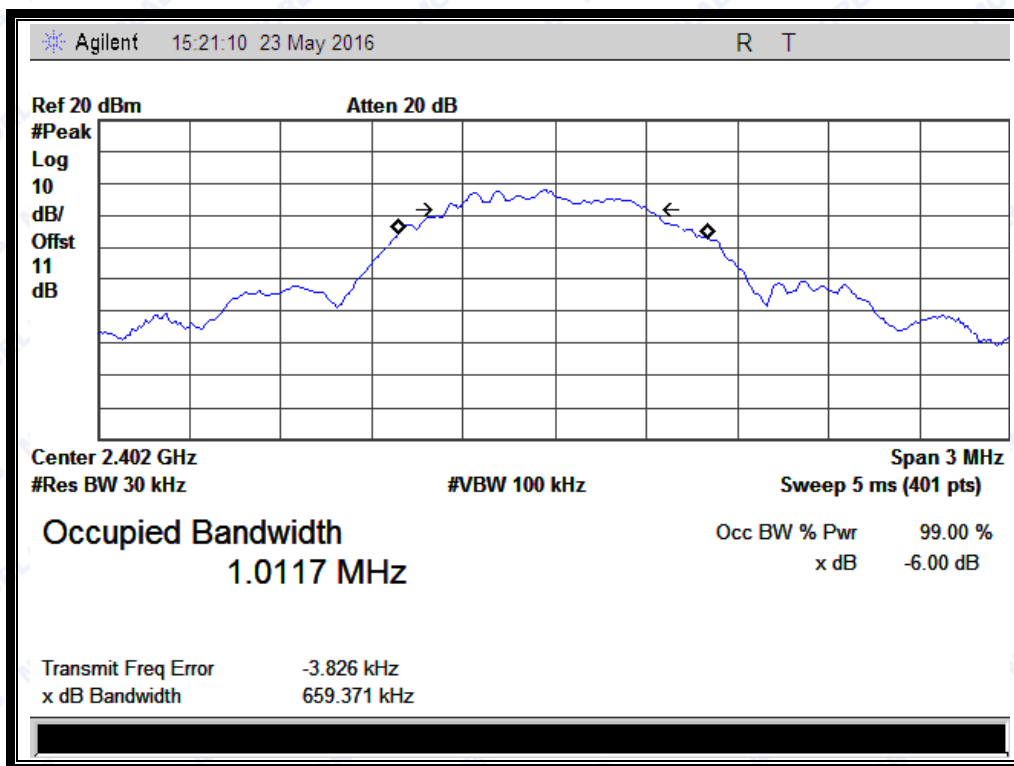 Agilent 15:21:10 23 May 2016 R T
Ref 20 dBm Atten 20 dB
#Peak
Log
10
dB/
Offst
11
dB
Center 2.402 GHz Span 3 MHz
#Res BW 30 kHz #VBW 100 kHz Sweep 5 ms (401 pts)
Occupied Bandwidth Occ BW % Pwr 99.00 %
1.0117 MHz x dB -6.00 dB
Transmit Freq Error -3.826 kHz
x dB Bandwidth 659.371 kHz